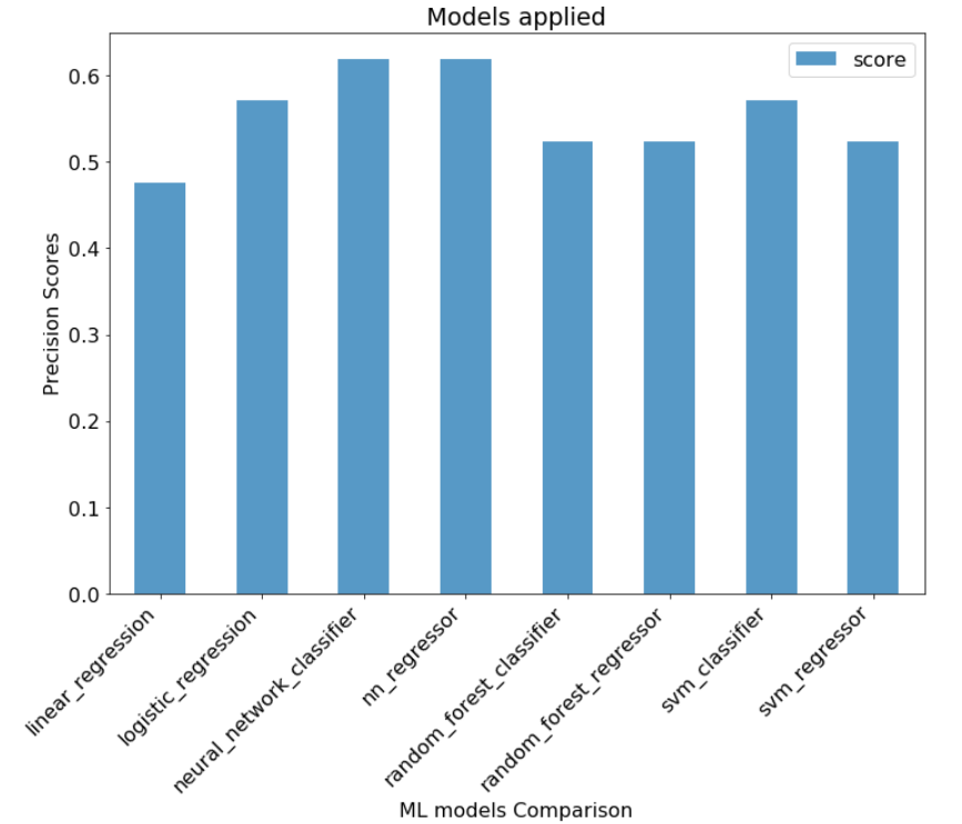 Models applied
score
Precision Scores
0.6
0.5
0.4
0.3
0.2
0.1
0.0
linear_regression
logistic_regression
neural_network_classifier
nn_regressor
random_forest_classifier
random_forest_regressor
svm_classifier
svm_regressor
ML models Comparison